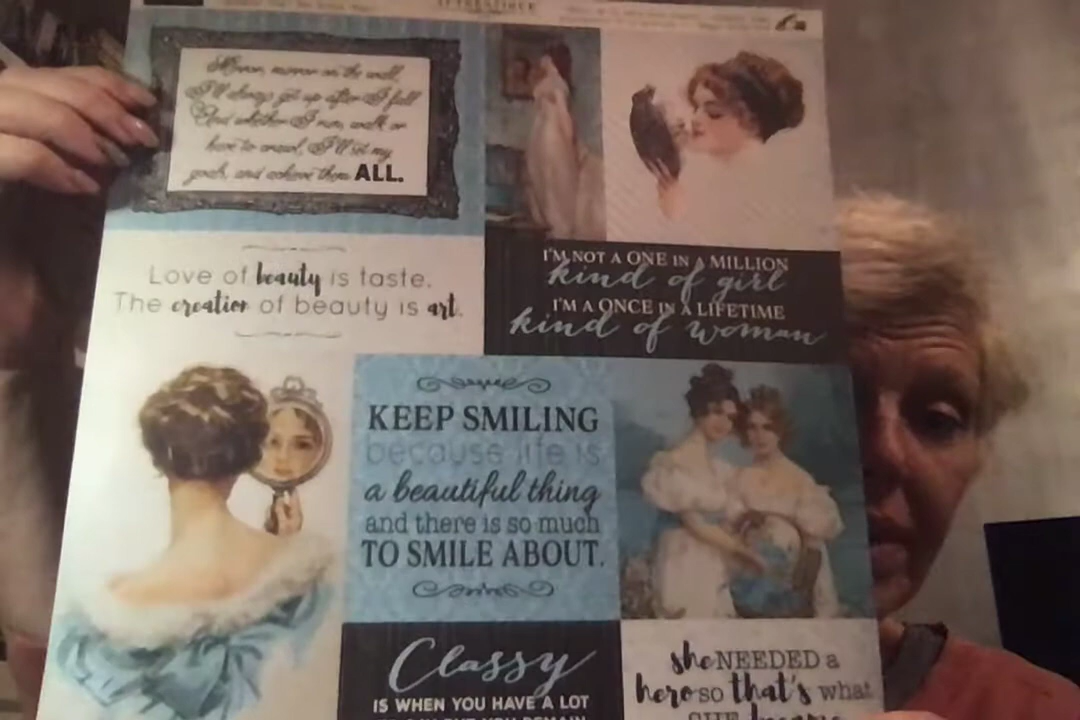 AUTHENTIQUE
Mirror, mirror on the wall,
I'll always get up after I fall
And whether I run, walk or
have to crawl, I'll set my
goals, and achieve them ALL.
Love of beauty is taste.
The creation of beauty is art.
I'M NOT A ONE IN A MILLION
kind of girl
I'M A ONCE IN A LIFETIME
kind of woman
KEEP SMILING
because life is
a beautiful thing
and there is so much
TO SMILE ABOUT.
Classy
IS WHEN YOU HAVE A LOT
she NEEDED a
hero so that's what
SHE became